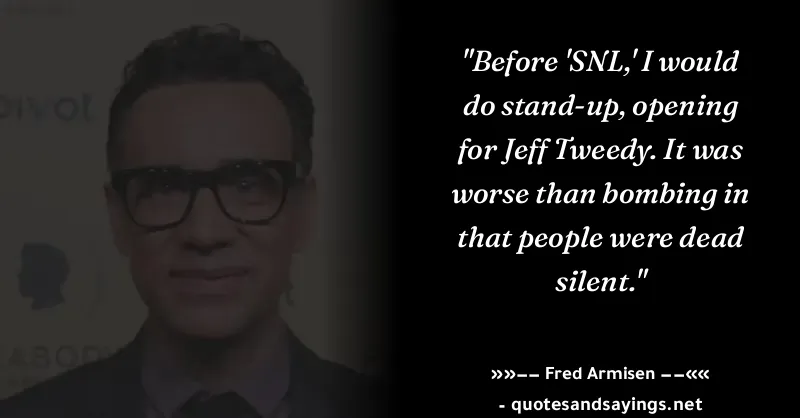 "Before 'SNL,' I would
do stand-up, opening
for Jeff Tweedy. It was
worse than bombing in
that people were dead
silent."
»»–– Fred Armisen ––««
- quotesandsayings.net
pivot